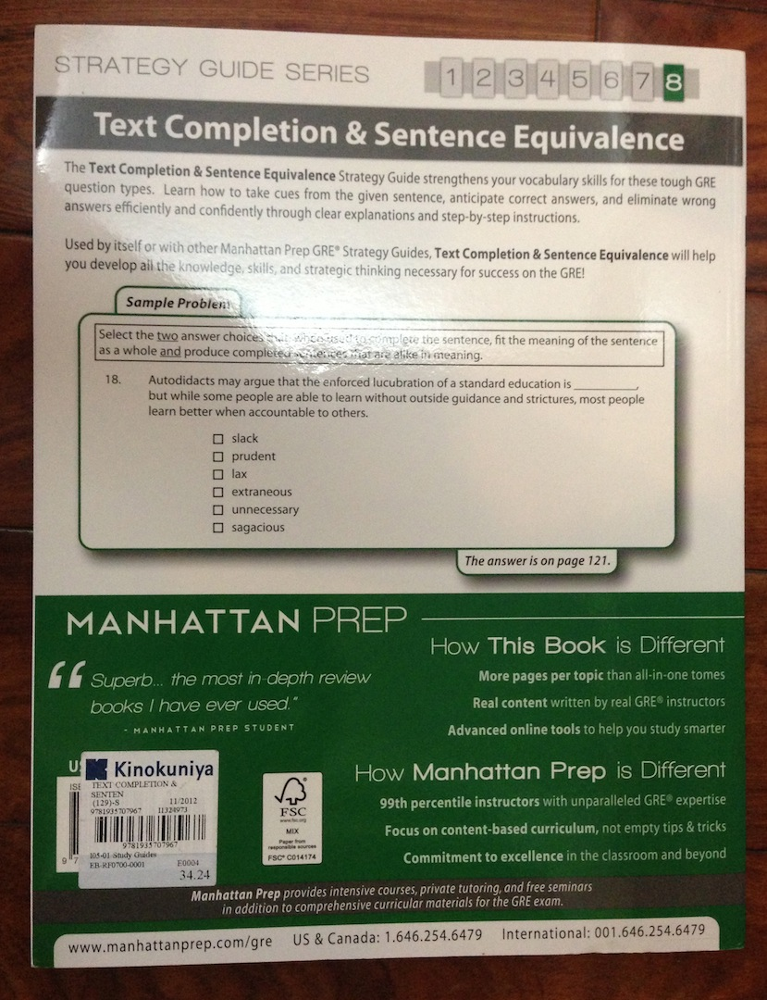 STRATEGY GUIDE SERIES 1 2 3 4 5 6 7 8
Text Completion & Sentence Equivalence
The Text Completion & Sentence Equivalence Strategy Guide strengthens your vocabulary skills for these tough GRE
question types. Learn how to take cues from the given sentence, anticipate correct answers, and eliminate wrong
answers efficiently and confidently through clear explanations and step-by-step instructions.
Used by itself or with other Manhattan Prep GRE® Strategy Guides, Text Completion & Sentence Equivalence will help
you develop all the knowledge, skills, and strategic thinking necessary for success on the GRE!
Sample Problem
Select the two answer choices that, when used to complete the sentence, fit the meaning of the sentence
as a whole and produce completed sentences that are alike in meaning.
18. Autodidacts may argue that the enforced lucubration of a standard education is __________,
but while some people are able to learn without outside guidance and strictures, most people
learn better when accountable to others.
slack
prudent
lax
extraneous
unnecessary
sagacious
The answer is on page 121.
MANHATTAN PREP
“Superb... the most in-depth review
books I have ever used."
- MANHATTAN PREP STUDENT
How This Book is Different
More pages per topic than all-in-one tomes
Real content written by real GRE® instructors
Advanced online tools to help you study smarter
How Manhattan Prep is Different
99th percentile instructors with unparalleled GRE® expertise
Focus on content-based curriculum, not empty tips & tricks
Commitment to excellence in the classroom and beyond
Kinokuniya
TEXT COMPLETION &
SENTEN
(129)-S 11/2012
9781935707967 11324973
9781935707967
I05-01 Study Guides
EB-RF0700-0001 E0004
34.24
FSC
www.fsc.org
MIX
Paper from
responsible sources
FSC® C014174
Manhattan Prep provides intensive courses, private tutoring, and free seminars
in addition to comprehensive curricular materials for the GRE exam.
www.manhattanprep.com/gre US & Canada: 1.646.254.6479 International: 001.646.254.6479